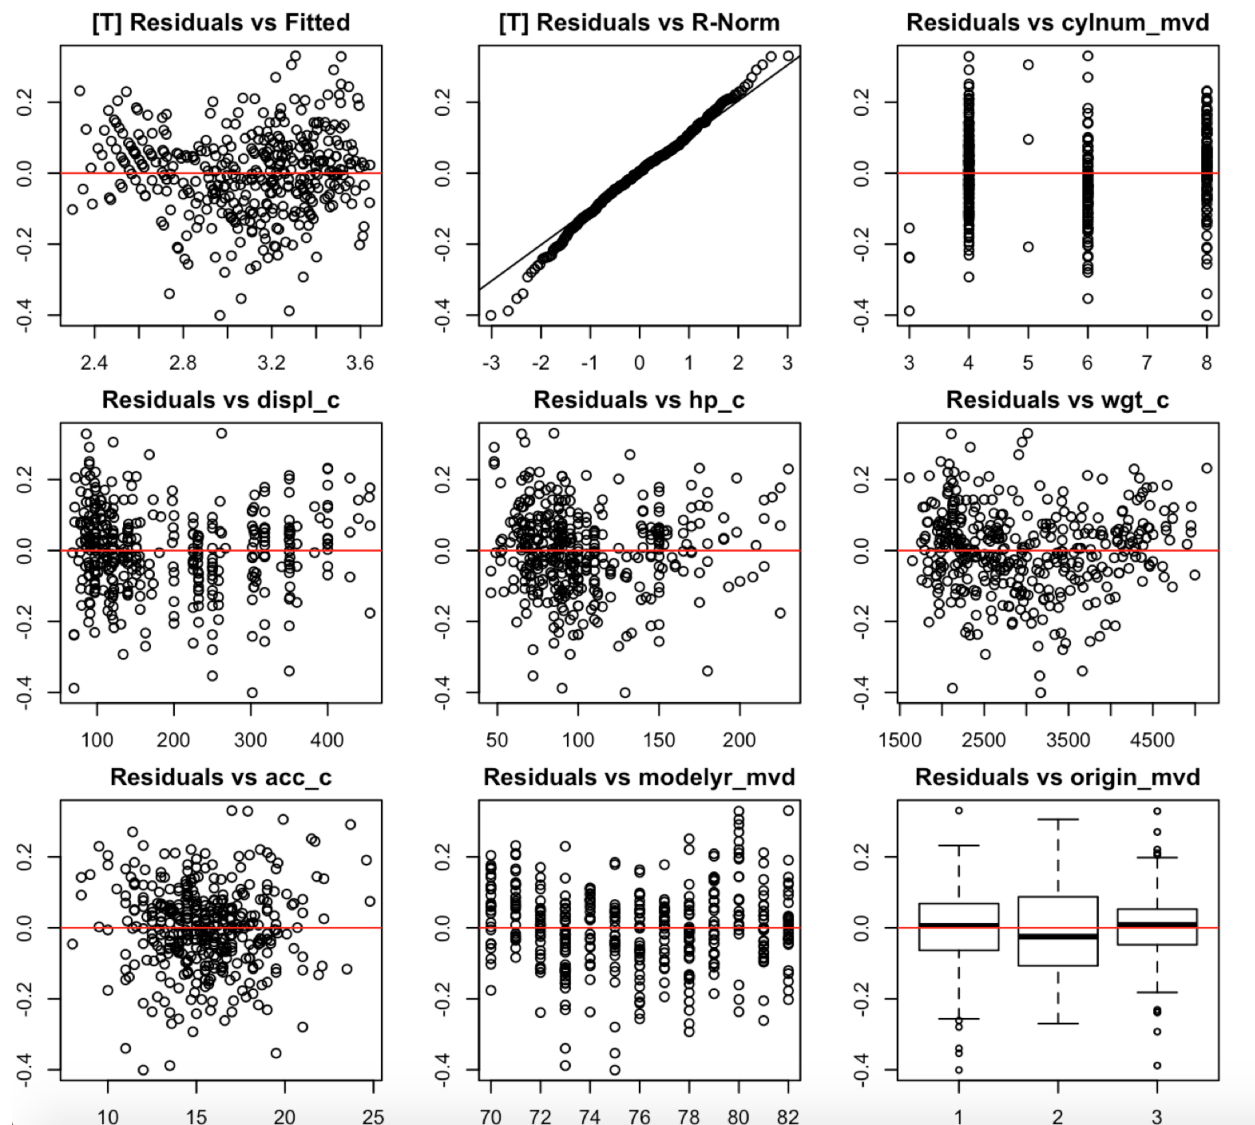 [T] Residuals vs Fitted
0.2
0.0
-0.2
-0.4
2.4 2.8 3.2 3.6
[T] Residuals vs R-Norm
0.2
0.0
-0.2
-0.4
-3 -2 -1 0 1 2 3
Residuals vs cylnum_mvd
0.2
0.0
-0.2
-0.4
3 4 5 6 7 8
Residuals vs displ_c
0.2
0.0
-0.2
-0.4
100 200 300 400
Residuals vs hp_c
0.2
0.0
-0.2
-0.4
50 100 150 200
Residuals vs wgt_c
0.2
0.0
-0.2
-0.4
1500 2500 3500 4500
Residuals vs acc_c
0.2
0.0
-0.2
-0.4
10 15 20 25
Residuals vs modelyr_mvd
0.2
0.0
-0.2
-0.4
70 72 74 76 78 80 82
Residuals vs origin_mvd
0.2
0.0
-0.2
-0.4
1 2 3